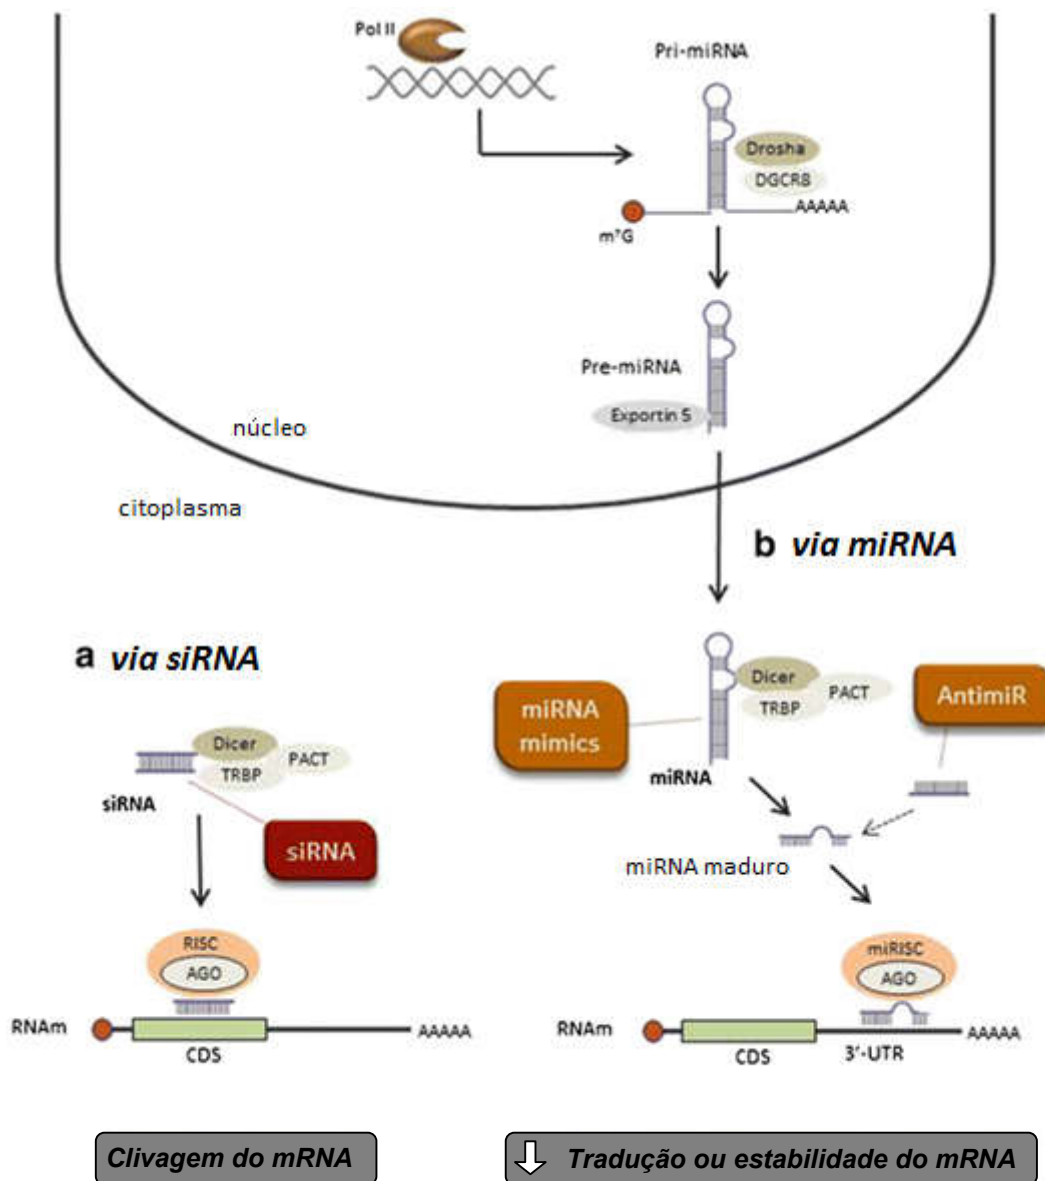 Pol II
Pri-miRNA
Drosha
DGCR8
AAAAA
m⁷G
Pre-miRNA
Exportin 5
núcleo
citoplasma
b via miRNA
a via siRNA
miRNA
mimics
Dicer
TRBP
PACT
AntimiR
miRNA
Dicer
TRBP
PACT
siRNA
siRNA
miRNA maduro
RISC
AGO
RNAm
CDS
AAAAA
miRISC
AGO
RNAm
CDS
3'-UTR
AAAAA
Clivagem do mRNA
Tradução ou estabilidade do mRNA